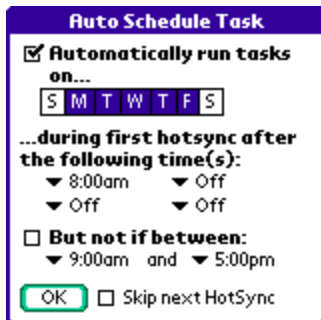 Auto Schedule Task
Automatically run tasks
on...
S M T W T F S
...during first hotsync after
the following time(s):
8:00am Off
Off Off
But not if between:
9:00am and 5:00pm
OK Skip next HotSync